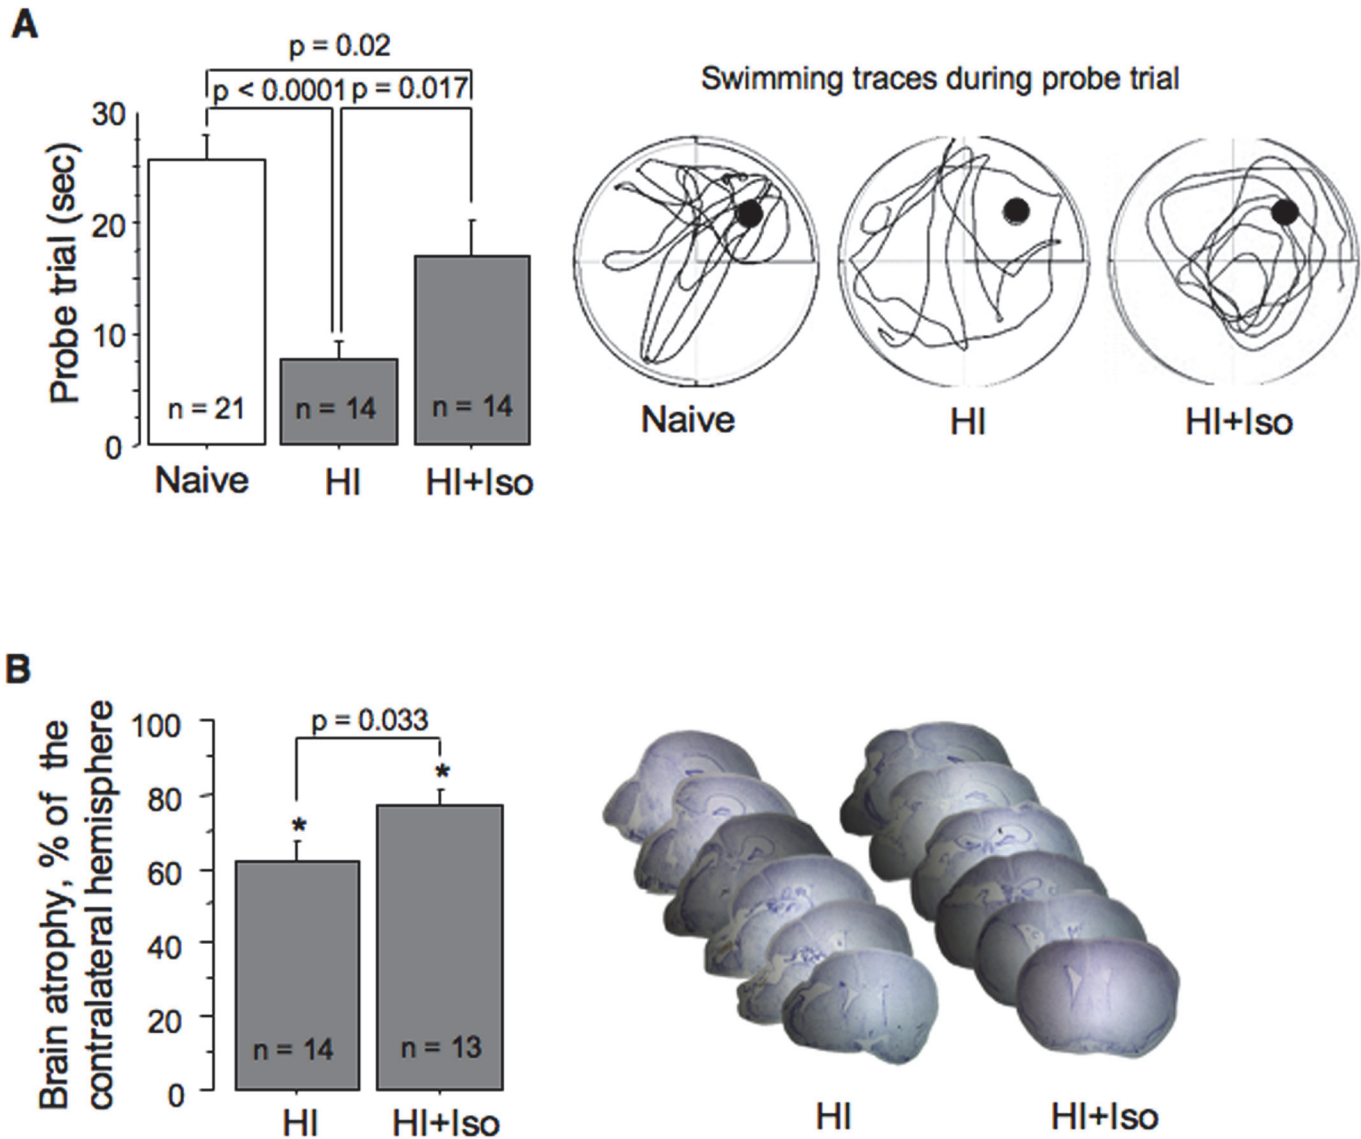 A
p = 0.02
p < 0.0001 p = 0.017
Probe trial (sec)
30
20
10
0
n = 21
n = 14
n = 14
Naive
HI
HI+Iso
Swimming traces during probe trial
Naive
HI
HI+Iso
B
Brain atrophy, % of the
contralateral hemisphere
100
80
60
40
20
0
p = 0.033
*
*
n = 14
n = 13
HI
HI+Iso
HI
HI+Iso